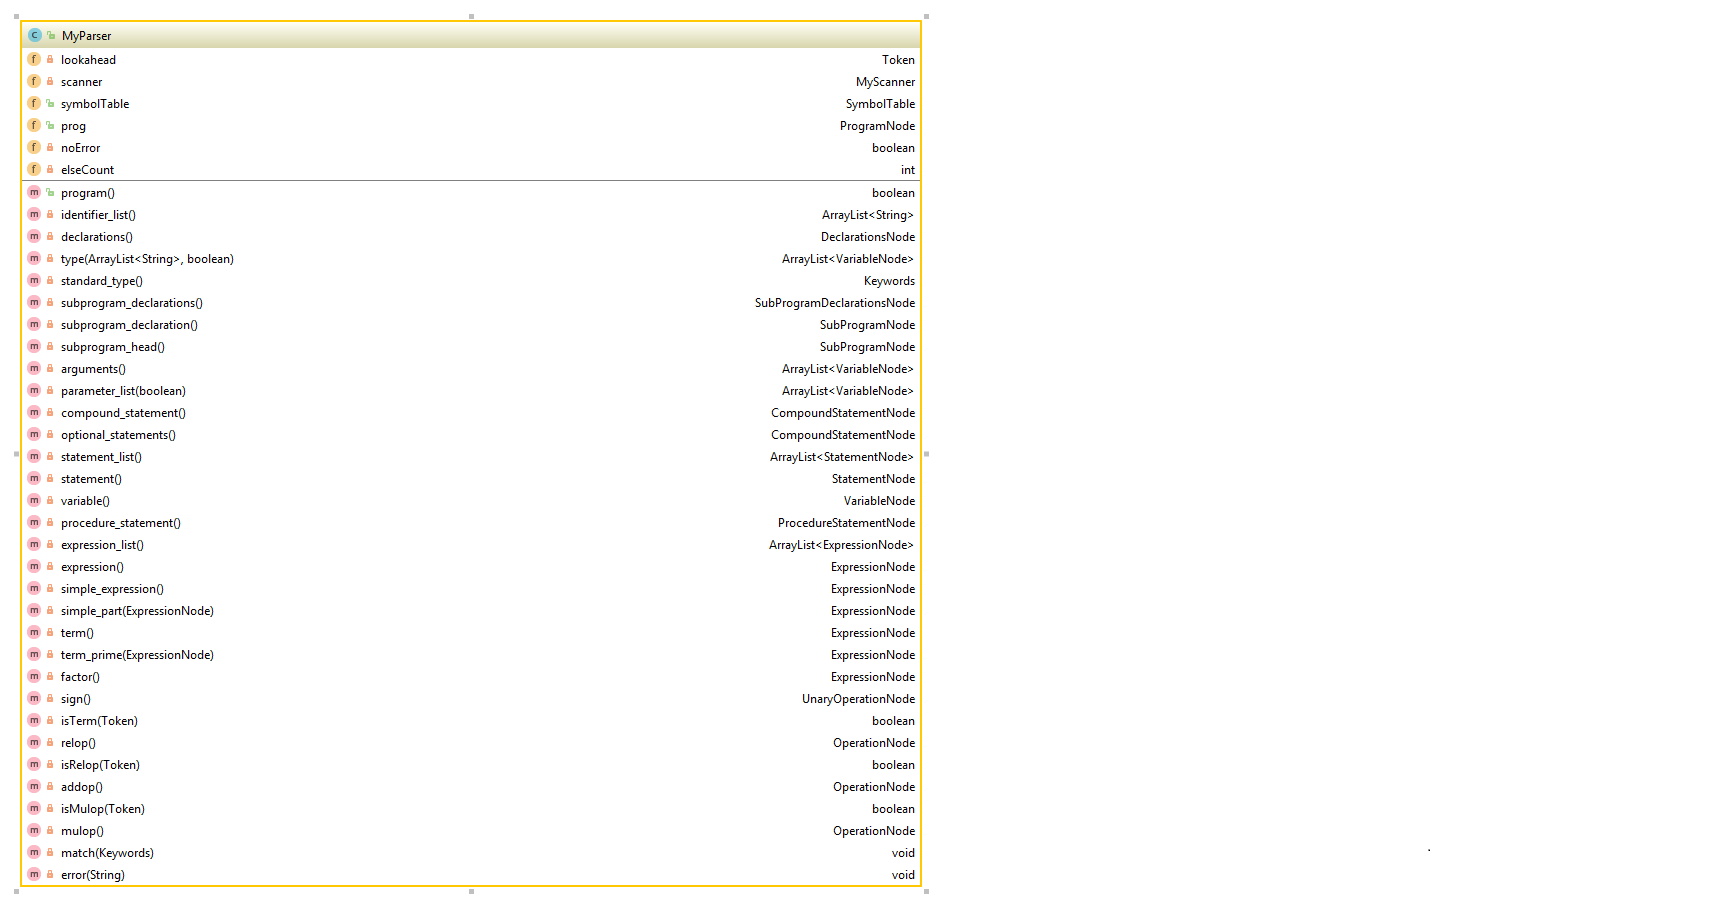 MyParser
lookahead Token
scanner MyScanner
symbolTable SymbolTable
prog ProgramNode
noError boolean
elseCount int
program() boolean
identifier_list() ArrayList<String>
declarations() DeclarationsNode
type(ArrayList<String>, boolean) ArrayList<VariableNode>
standard_type() Keywords
subprogram_declarations() SubProgramDeclarationsNode
subprogram_declaration() SubProgramNode
subprogram_head() SubProgramNode
arguments() ArrayList<VariableNode>
parameter_list(boolean) ArrayList<VariableNode>
compound_statement() CompoundStatementNode
optional_statements() CompoundStatementNode
statement_list() ArrayList<StatementNode>
statement() StatementNode
variable() VariableNode
procedure_statement() ProcedureStatementNode
expression_list() ArrayList<ExpressionNode>
expression() ExpressionNode
simple_expression() ExpressionNode
simple_part(ExpressionNode) ExpressionNode
term() ExpressionNode
term_prime(ExpressionNode) ExpressionNode
factor() ExpressionNode
sign() UnaryOperationNode
isTerm(Token) boolean
relop() OperationNode
isRelop(Token) boolean
addop() OperationNode
isMulop(Token) boolean
mulop() OperationNode
match(Keywords) void
error(String) void